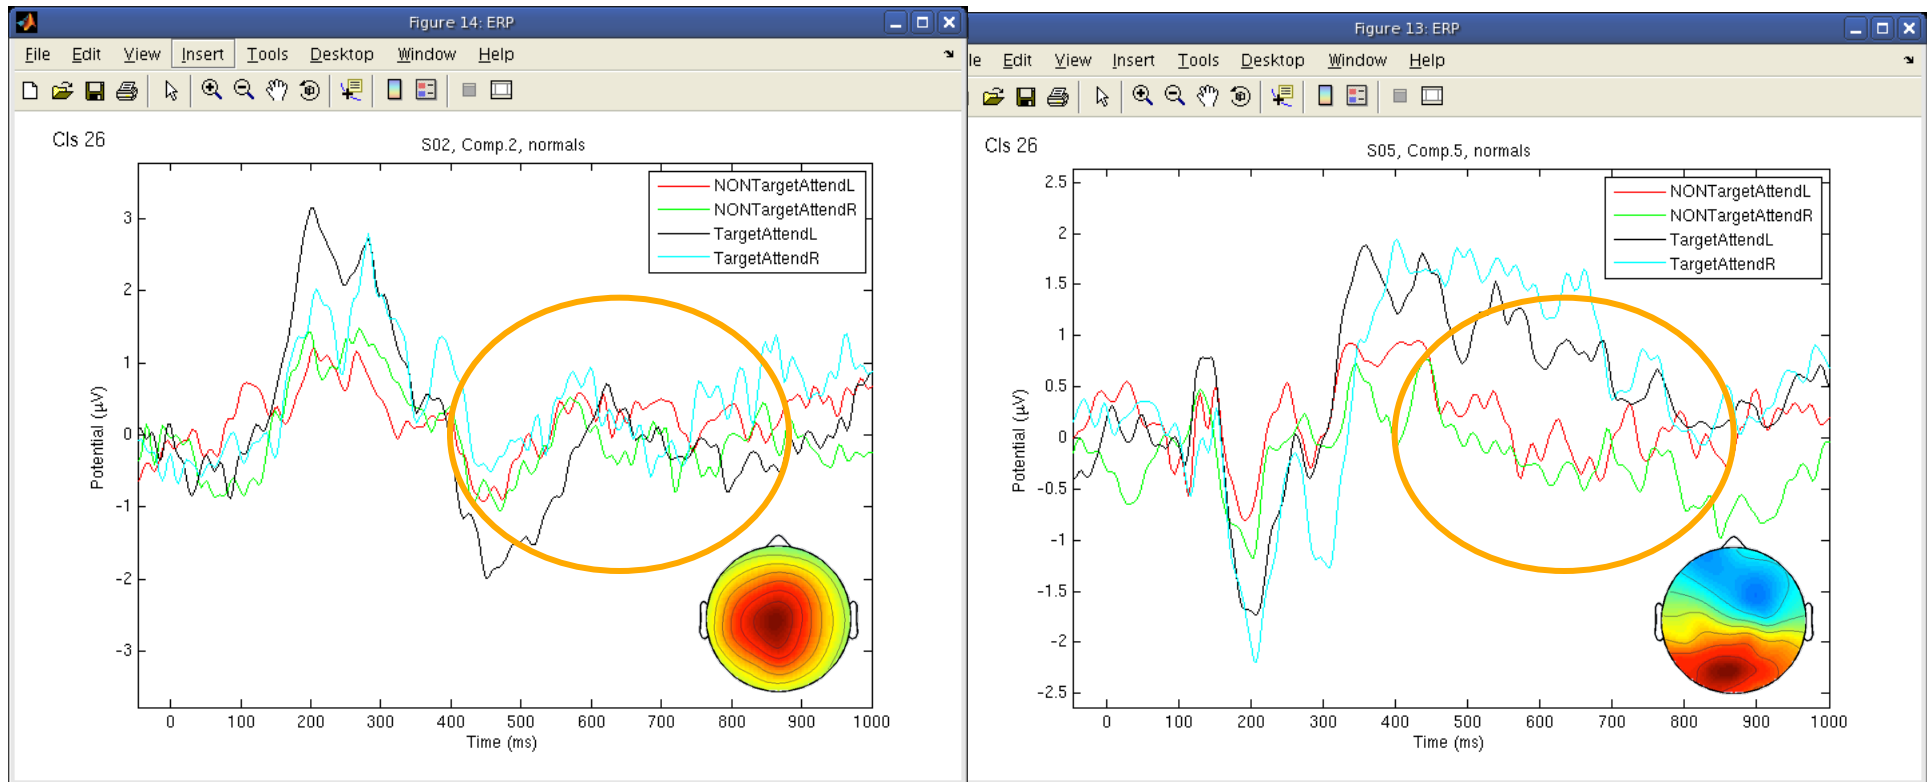 Figure 14: ERP
File Edit View Insert Tools Desktop Window Help
Cls 26
S02, Comp.2, normals
NONTargetAttendL
NONTargetAttendR
TargetAttendL
TargetAttendR
3
2
1
0
-1
-2
-3
Potential (µV)
0 100 200 300 400 500 600 700 800 900 1000
Time (ms)
Figure 13: ERP
le Edit View Insert Tools Desktop Window Help
Cls 26
S05, Comp.5, normals
NONTargetAttendL
NONTargetAttendR
TargetAttendL
TargetAttendR
2.5
2
1.5
1
0.5
0
-0.5
-1
-1.5
-2
-2.5
Potential (µV)
0 100 200 300 400 500 600 700 800 900 1000
Time (ms)